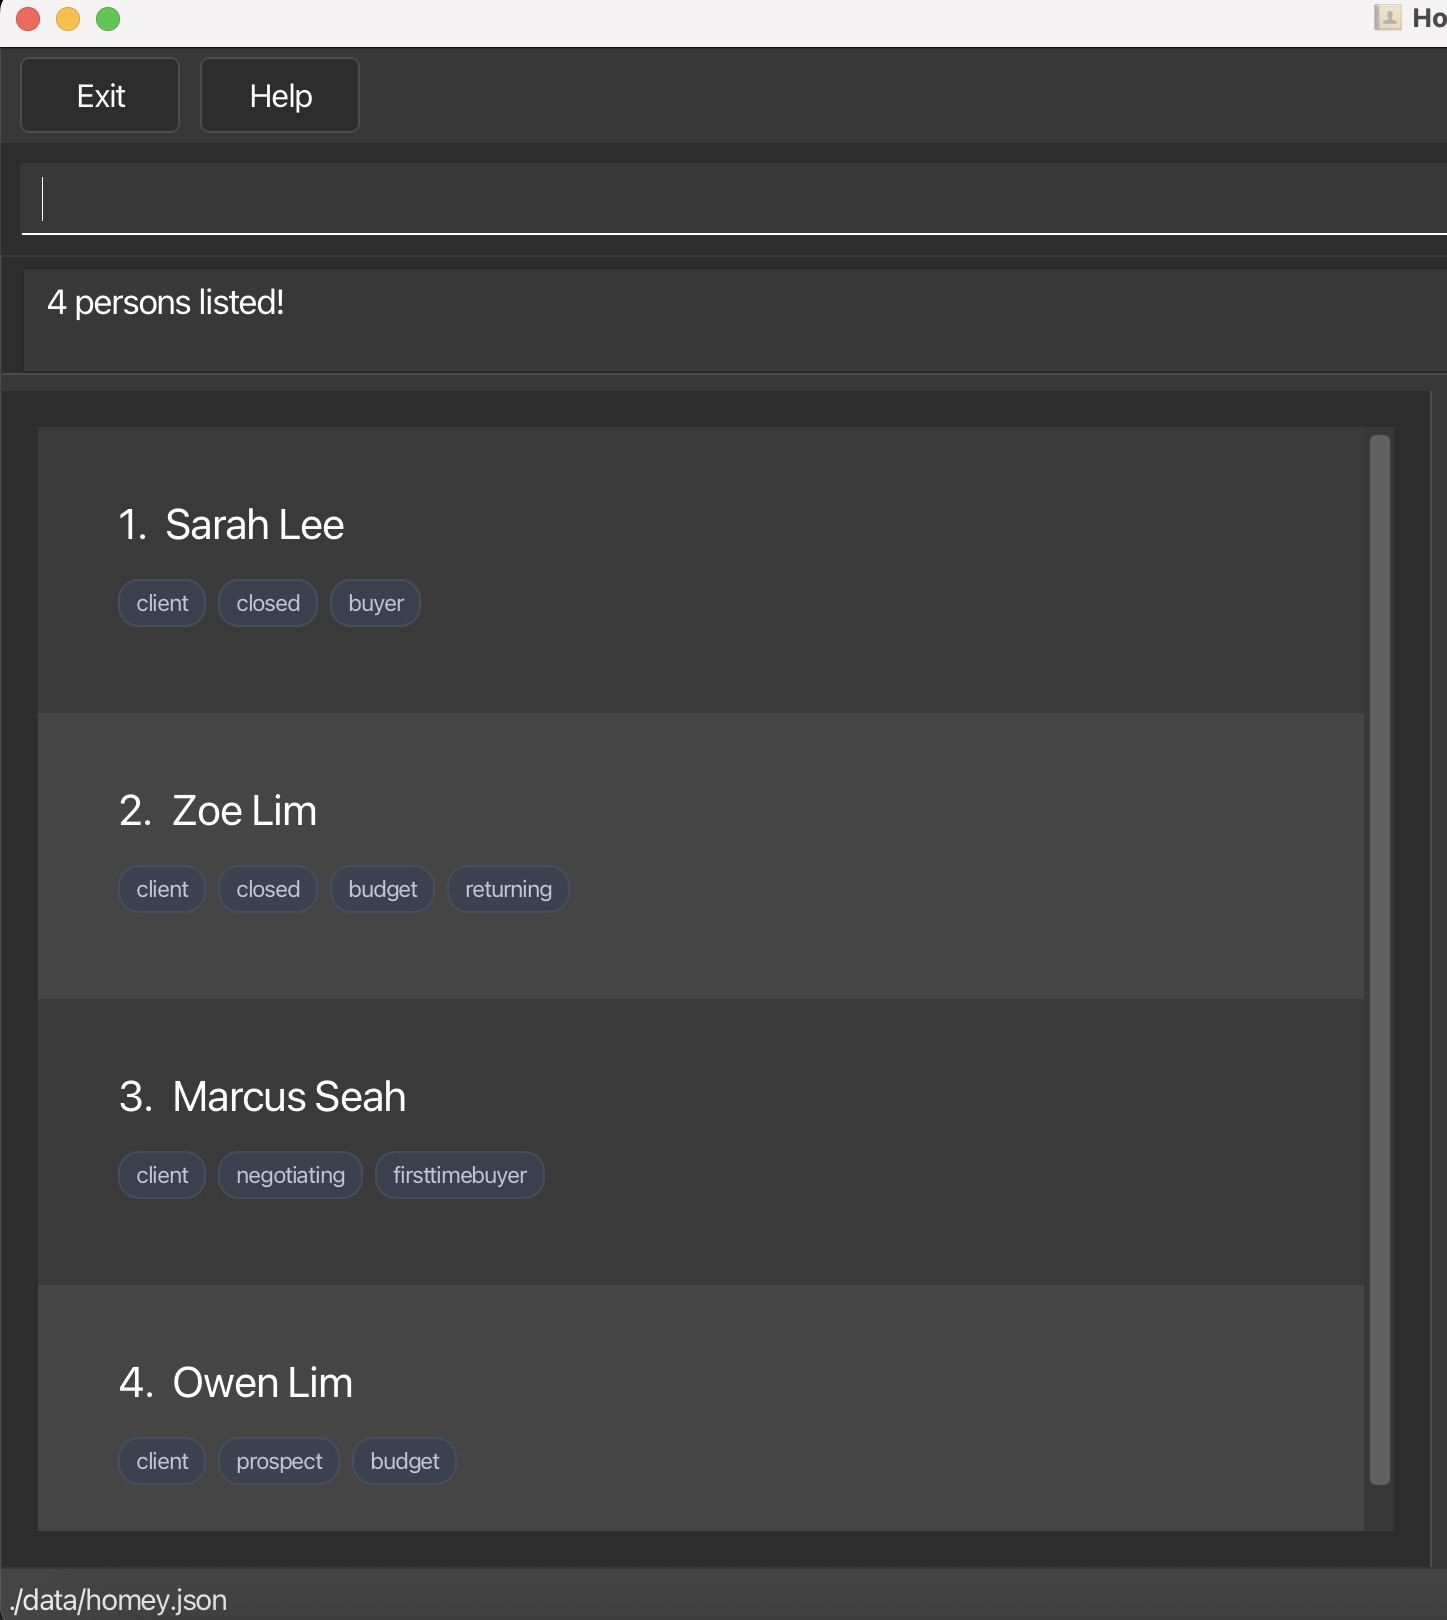 Ho
Exit Help
4 persons listed!
1. Sarah Lee
client closed buyer
2. Zoe Lim
client closed budget returning
3. Marcus Seah
client negotiating firsttimebuyer
4. Owen Lim
client prospect budget
./data/homey.json